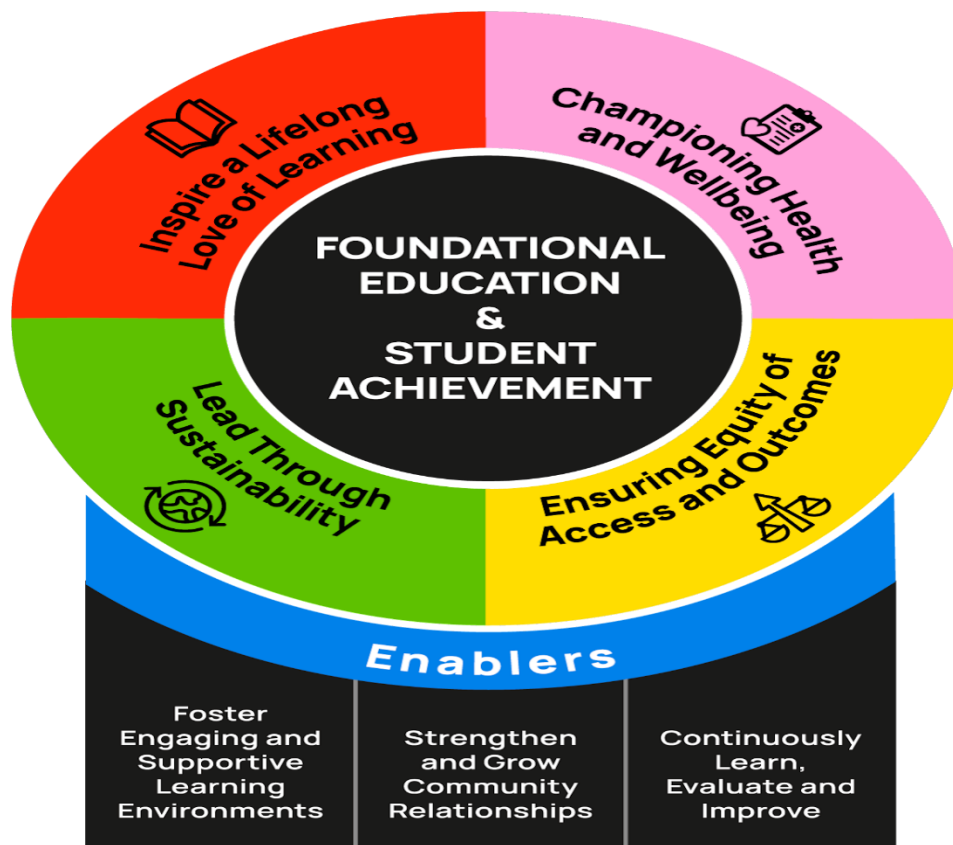 Inspire a Lifelong
Love of Learning
Championing Health
and Wellbeing
FOUNDATIONAL
EDUCATION
&
STUDENT
ACHIEVEMENT
Lead Through
Sustainability
Ensuring Equity of
Access and Outcomes
Enablers
Foster
Engaging and
Supportive
Learning
Environments
Strengthen
and Grow
Community
Relationships
Continuously
Learn,
Evaluate and
Improve